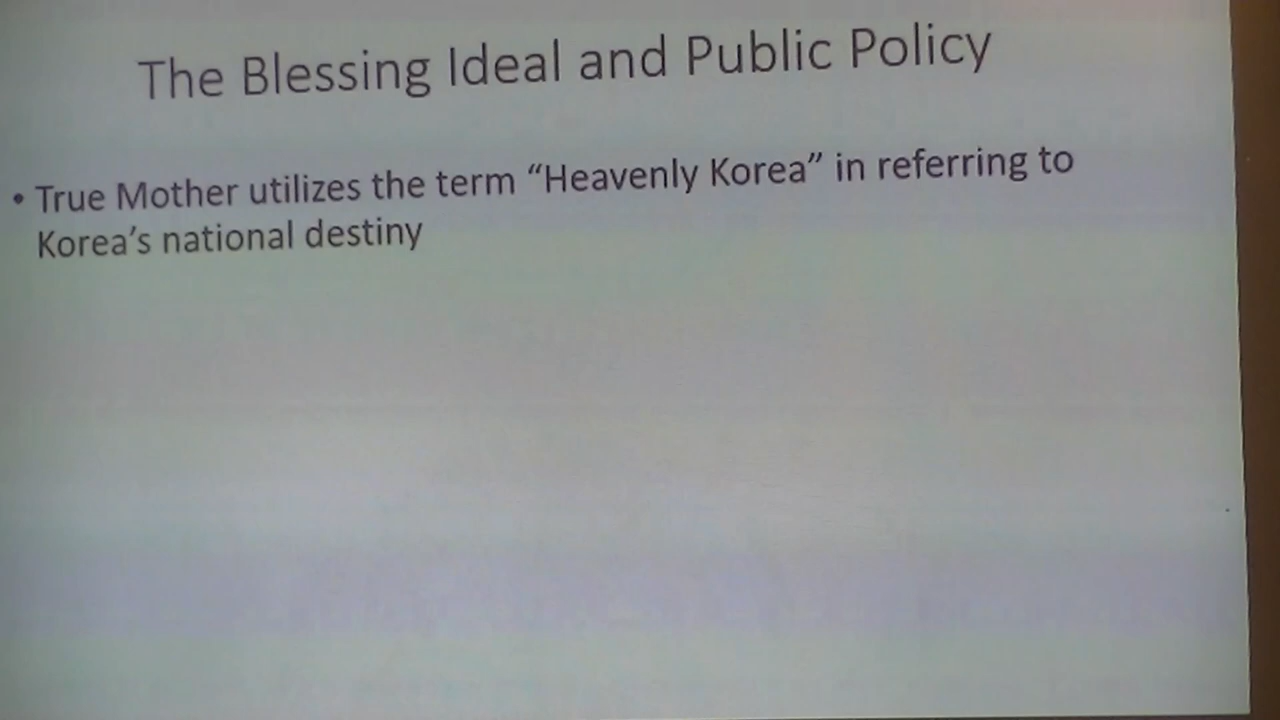 The Blessing Ideal and Public Policy
• True Mother utilizes the term “Heavenly Korea” in referring to
Korea’s national destiny